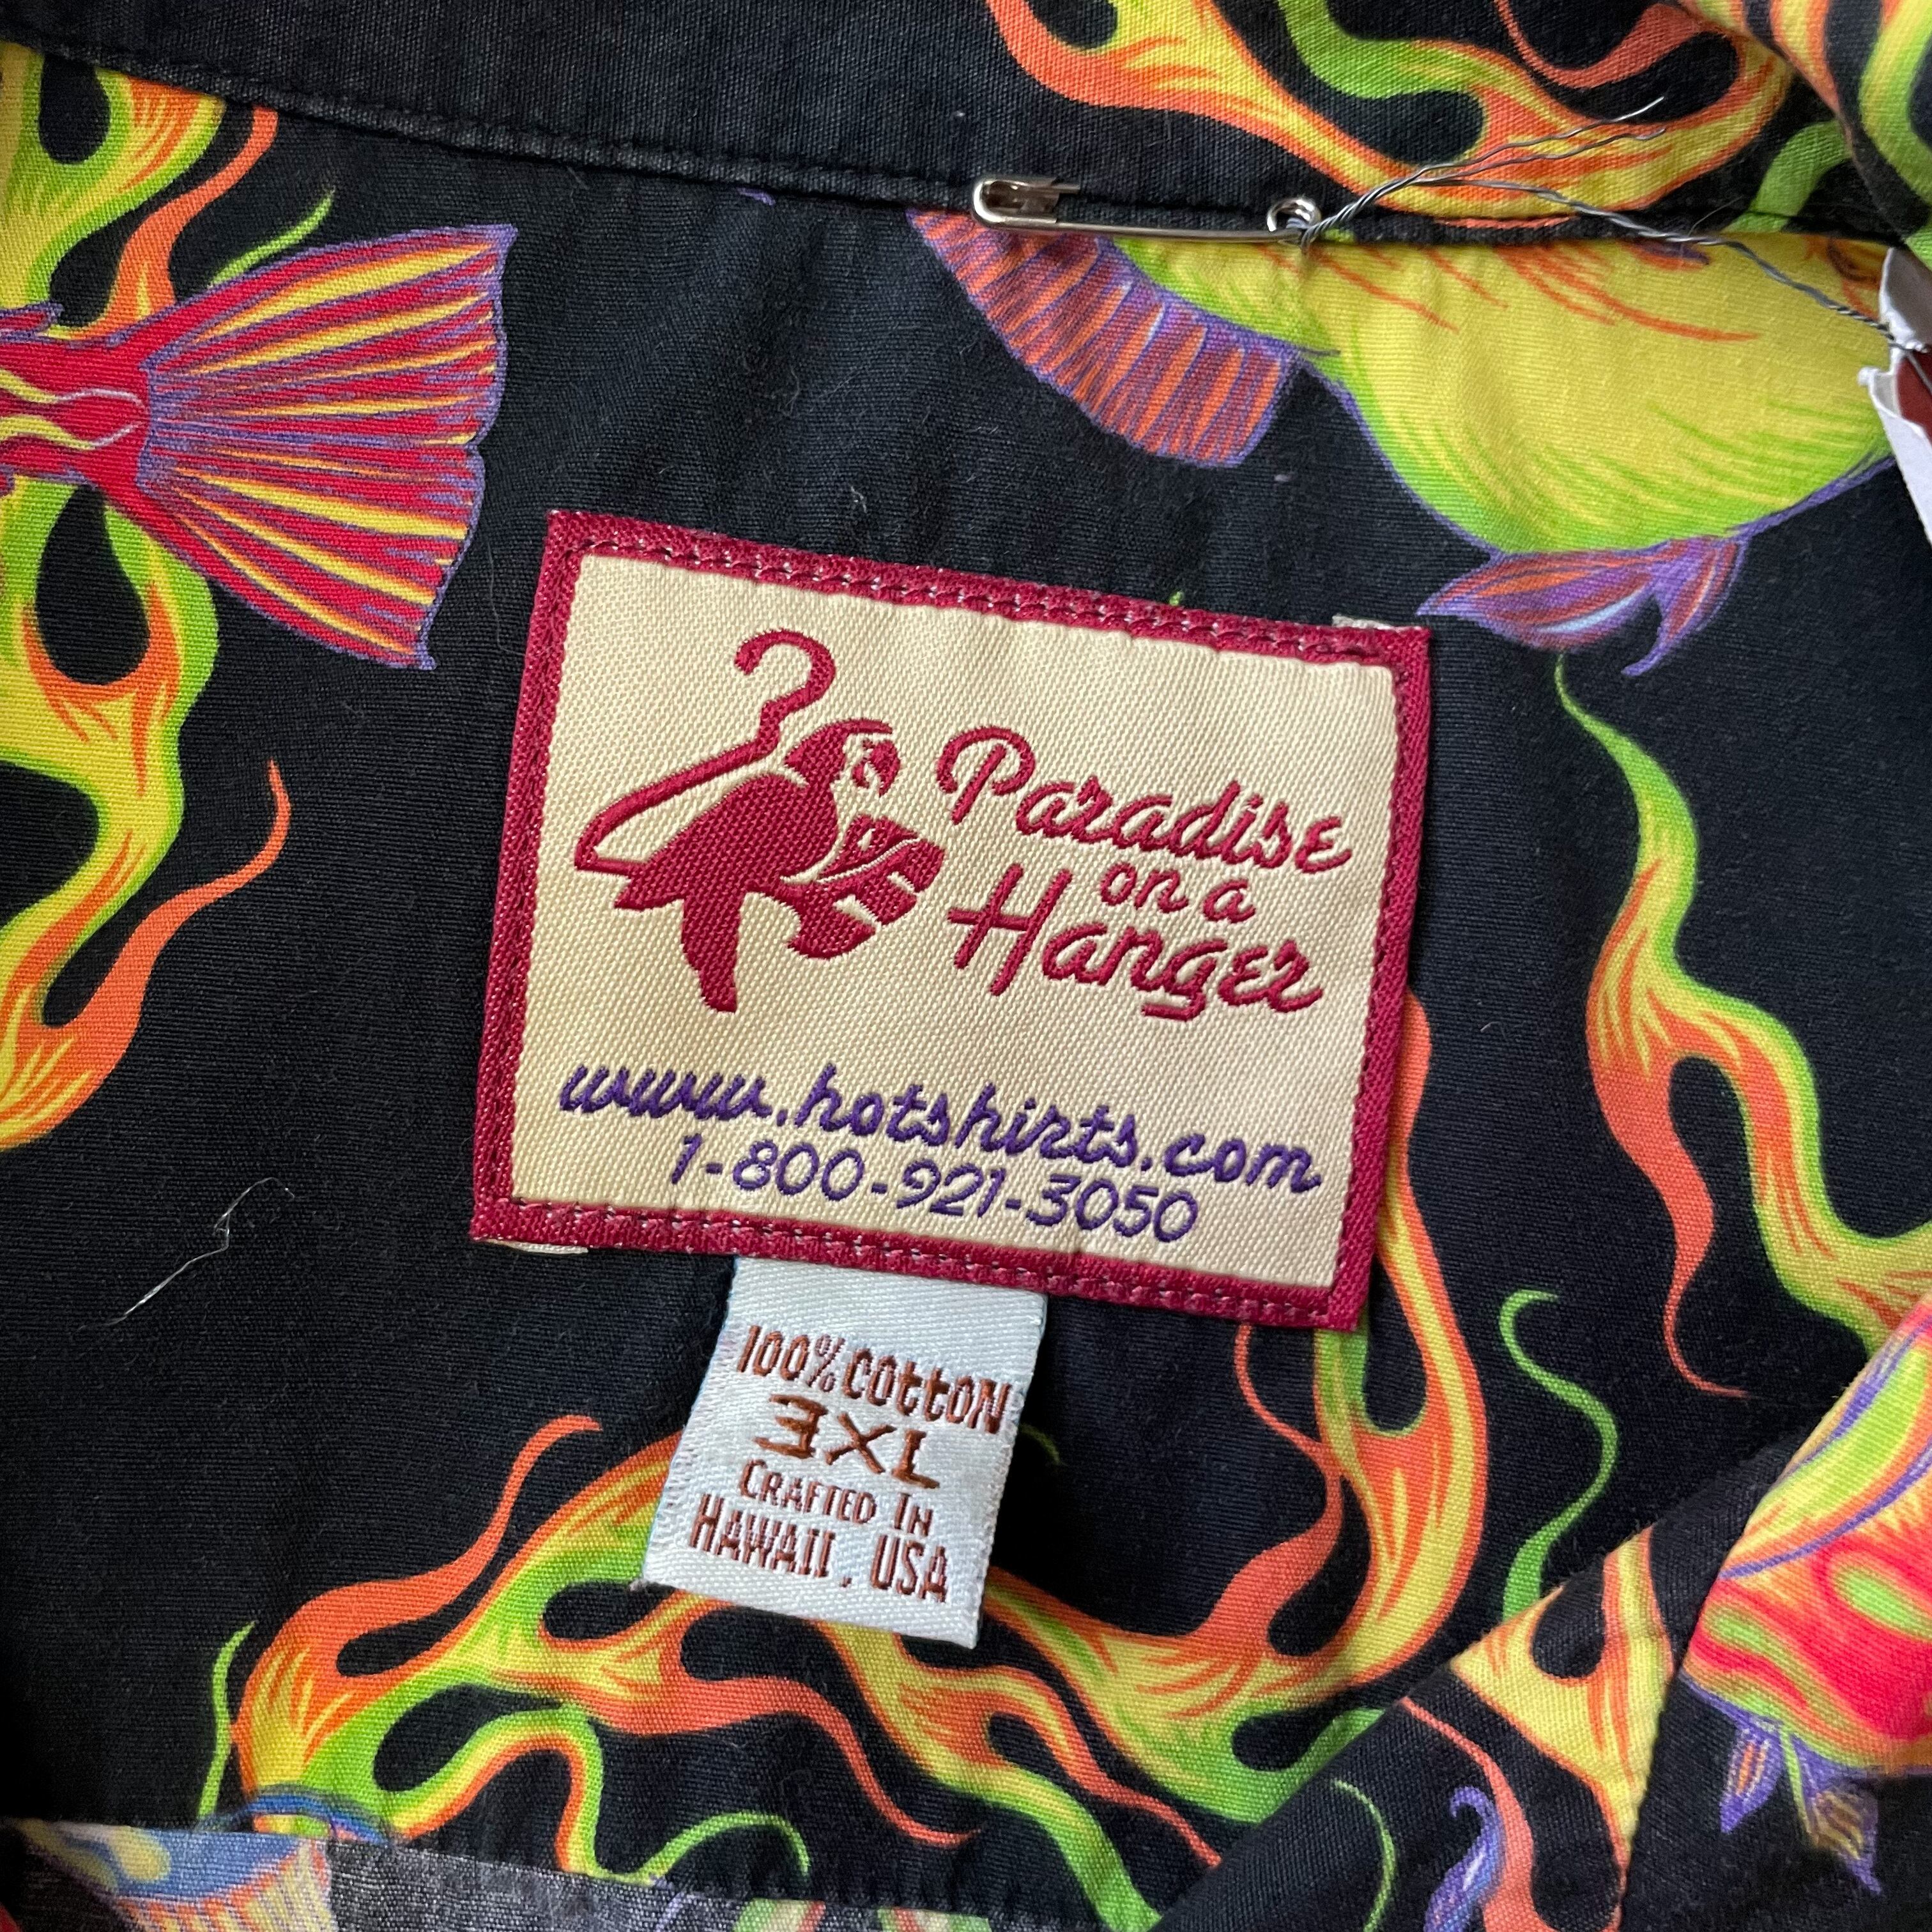 Paradise
on a
Hanger
www.hotshirts.com
1-800-921-3050
100% COttON
3XL
CRAFTED IN
HAWAII, USA